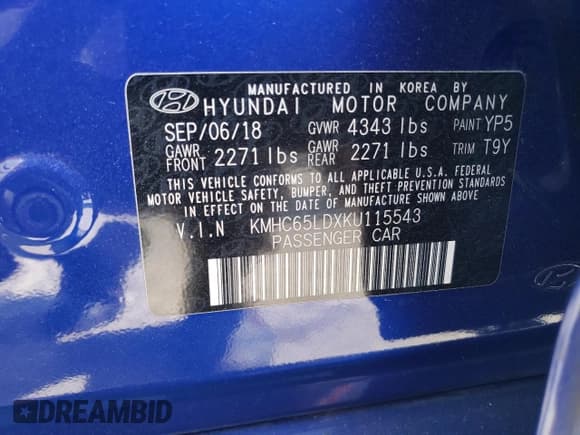 MANUFACTURED IN KOREA BY
HYUNDAI MOTOR COMPANY
SEP/06/18 GVWR 4343 lbs PAINT YP5
GAWR FRONT 2271 lbs GAWR REAR 2271 lbs TRIM T9Y
THIS VEHICLE CONFORMS TO ALL APPLICABLE U.S.A. FEDERAL
MOTOR VEHICLE SAFETY, BUMPER, AND THEFT PREVENTION STANDARDS
IN EFFECT ON THE DATE OF MANUFACTURE SHOWN ABOVE.
V.I.N KMHC65LDXKU115543
PASSENGER CAR
DREAMBID